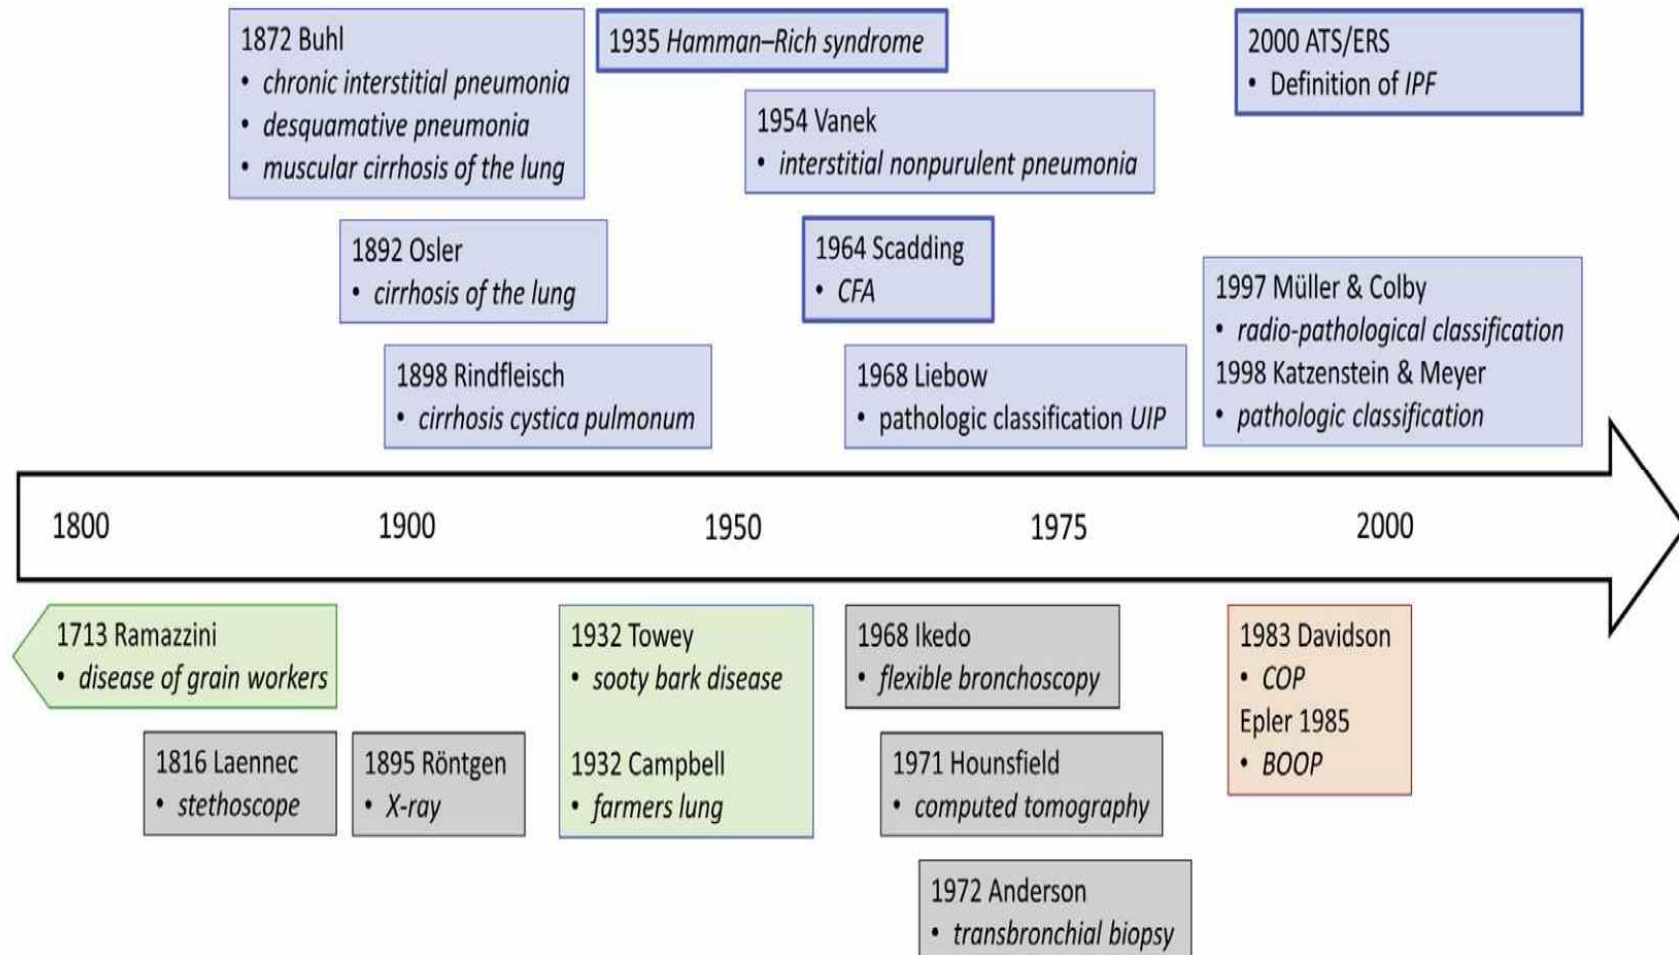 1872 Buhl
• chronic interstitial pneumonia
• desquamative pneumonia
• muscular cirrhosis of the lung
1935 Hamman–Rich syndrome
2000 ATS/ERS
• Definition of IPF
1954 Vanek
• interstitial nonpurulent pneumonia
1892 Osler
• cirrhosis of the lung
1964 Scadding
• CFA
1997 Müller & Colby
• radio-pathological classification
1998 Katzenstein & Meyer
• pathologic classification
1898 Rindfleisch
• cirrhosis cystica pulmonum
1968 Liebow
• pathologic classification UIP
1800
1900
1950
1975
2000
1713 Ramazzini
• disease of grain workers
1932 Towey
• sooty bark disease
1932 Campbell
• farmers lung
1968 Ikedo
• flexible bronchoscopy
1983 Davidson
• COP
Epler 1985
• BOOP
1816 Laennec
• stethoscope
1895 Röntgen
• X-ray
1971 Hounsfield
• computed tomography
1972 Anderson
• transbronchial biopsy